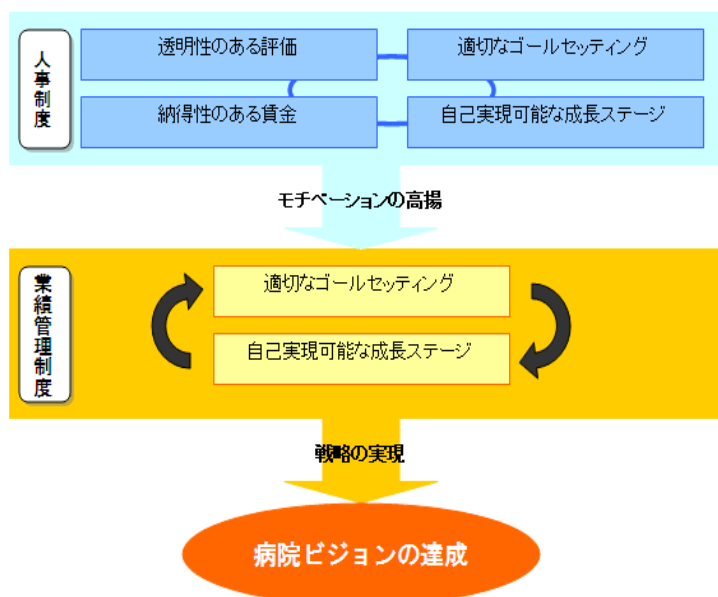 人事制度
透明性のある評価
適切なゴールセッティング
納得性のある賃金
自己実現可能な成長ステージ
モチベーションの高揚
業績管理制度
適切なゴールセッティング
自己実現可能な成長ステージ
戦略の実現
病院ビジョンの達成